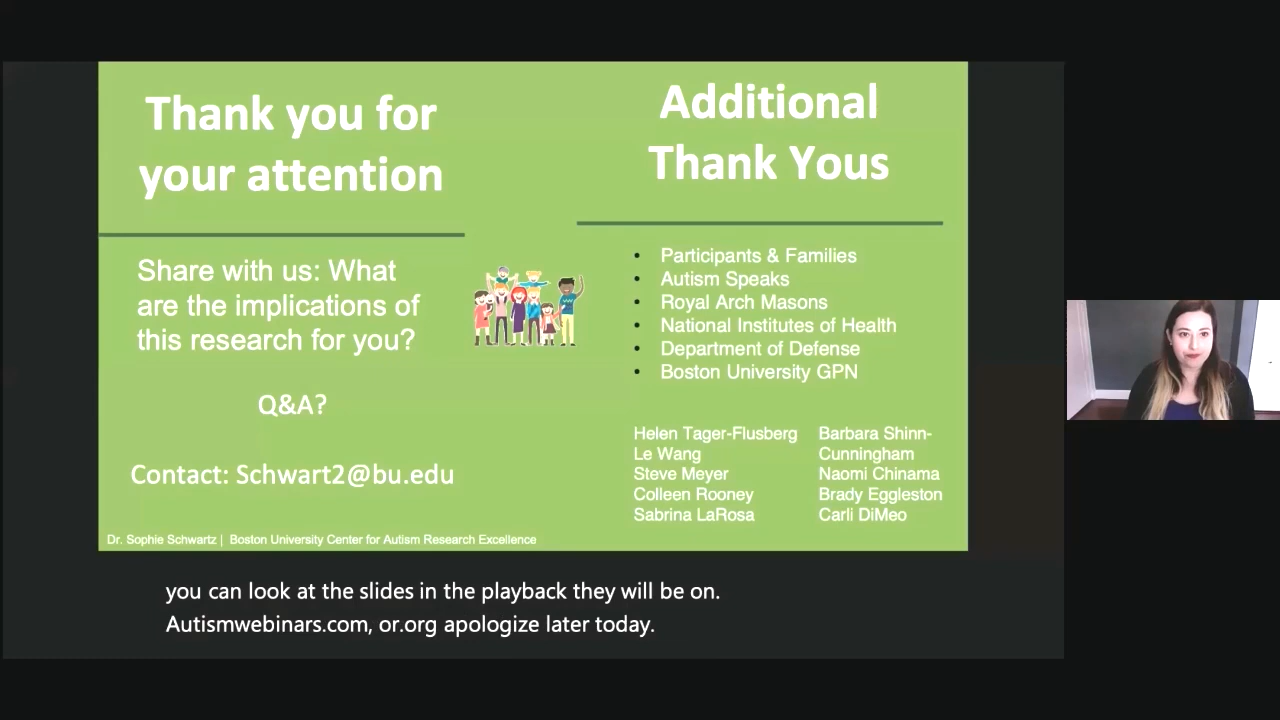 Thank you for
your attention
Share with us: What
are the implications of
this research for you?
Q&A?
Contact: Schwart2@bu.edu
Dr. Sophie Schwartz | Boston University Center for Autism Research Excellence
Additional
Thank Yous
• Participants & Families
• Autism Speaks
• Royal Arch Masons
• National Institutes of Health
• Department of Defense
• Boston University GPN
Helen Tager-Flusberg
Le Wang
Steve Meyer
Colleen Rooney
Sabrina LaRosa
Barbara Shinn-
Cunningham
Naomi Chinama
Brady Eggleston
Carli DiMeo
you can look at the slides in the playback they will be on.
Autismwebinars.com, or.org apologize later today.